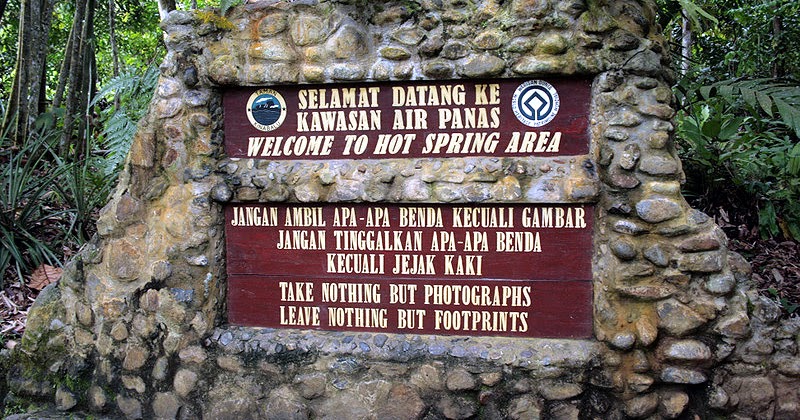 SELAMAT DATANG KE
KAWASAN AIR PANAS
WELCOME TO HOT SPRING AREA
JANGAN AMBIL APA-APA BENDA KECUALI GAMBAR
JANGAN TINGGALKAN APA-APA BENDA
KECUALI JEJAK KAKI
TAKE NOTHING BUT PHOTOGRAPHS
LEAVE NOTHING BUT FOOTPRINTS